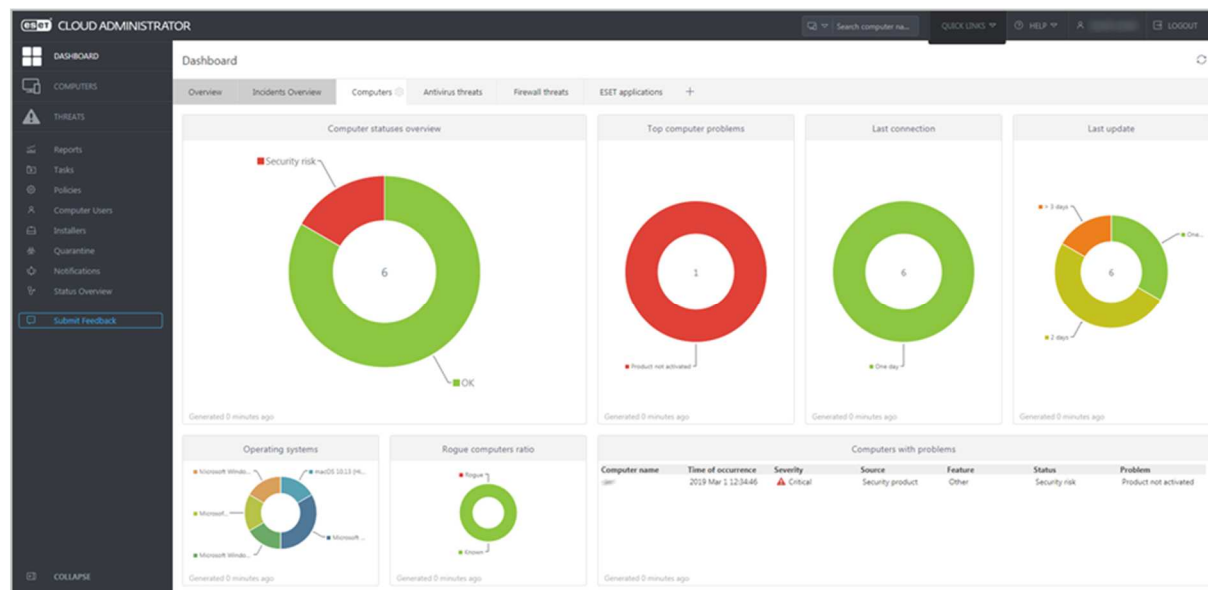 eset CLOUD ADMINISTRATOR
Search computer na...
QUICK LINKS
HELP
LOGOUT
DASHBOARD
COMPUTERS
THREATS
Reports
Tasks
Policies
Computer Users
Installers
Quarantine
Notifications
Status Overview
Submit Feedback
COLLAPSE
Dashboard
Overview Incidents Overview Computers Antivirus threats Firewall threats ESET applications +
Computer statuses overview
Security risk
6
OK
Generated 0 minutes ago
Top computer problems
1
Product not activated
Generated 0 minutes ago
Last connection
6
One day
Generated 0 minutes ago
Last update
> 3 days
One...
6
2 days
Generated 0 minutes ago
Operating systems
Microsoft Windo...
macOS 10.13 (Hi...
Microsof...
Microsoft ...
Microsoft Windo...
Generated 0 minutes ago
Rogue computers ratio
Rogue
Known
Generated 0 minutes ago
Computers with problems
Computer name Time of occurrence Severity Source Feature Status Problem
2019 Mar 1 12:34:46 Critical Security product Other Security risk Product not activated
Generated 0 minutes ago